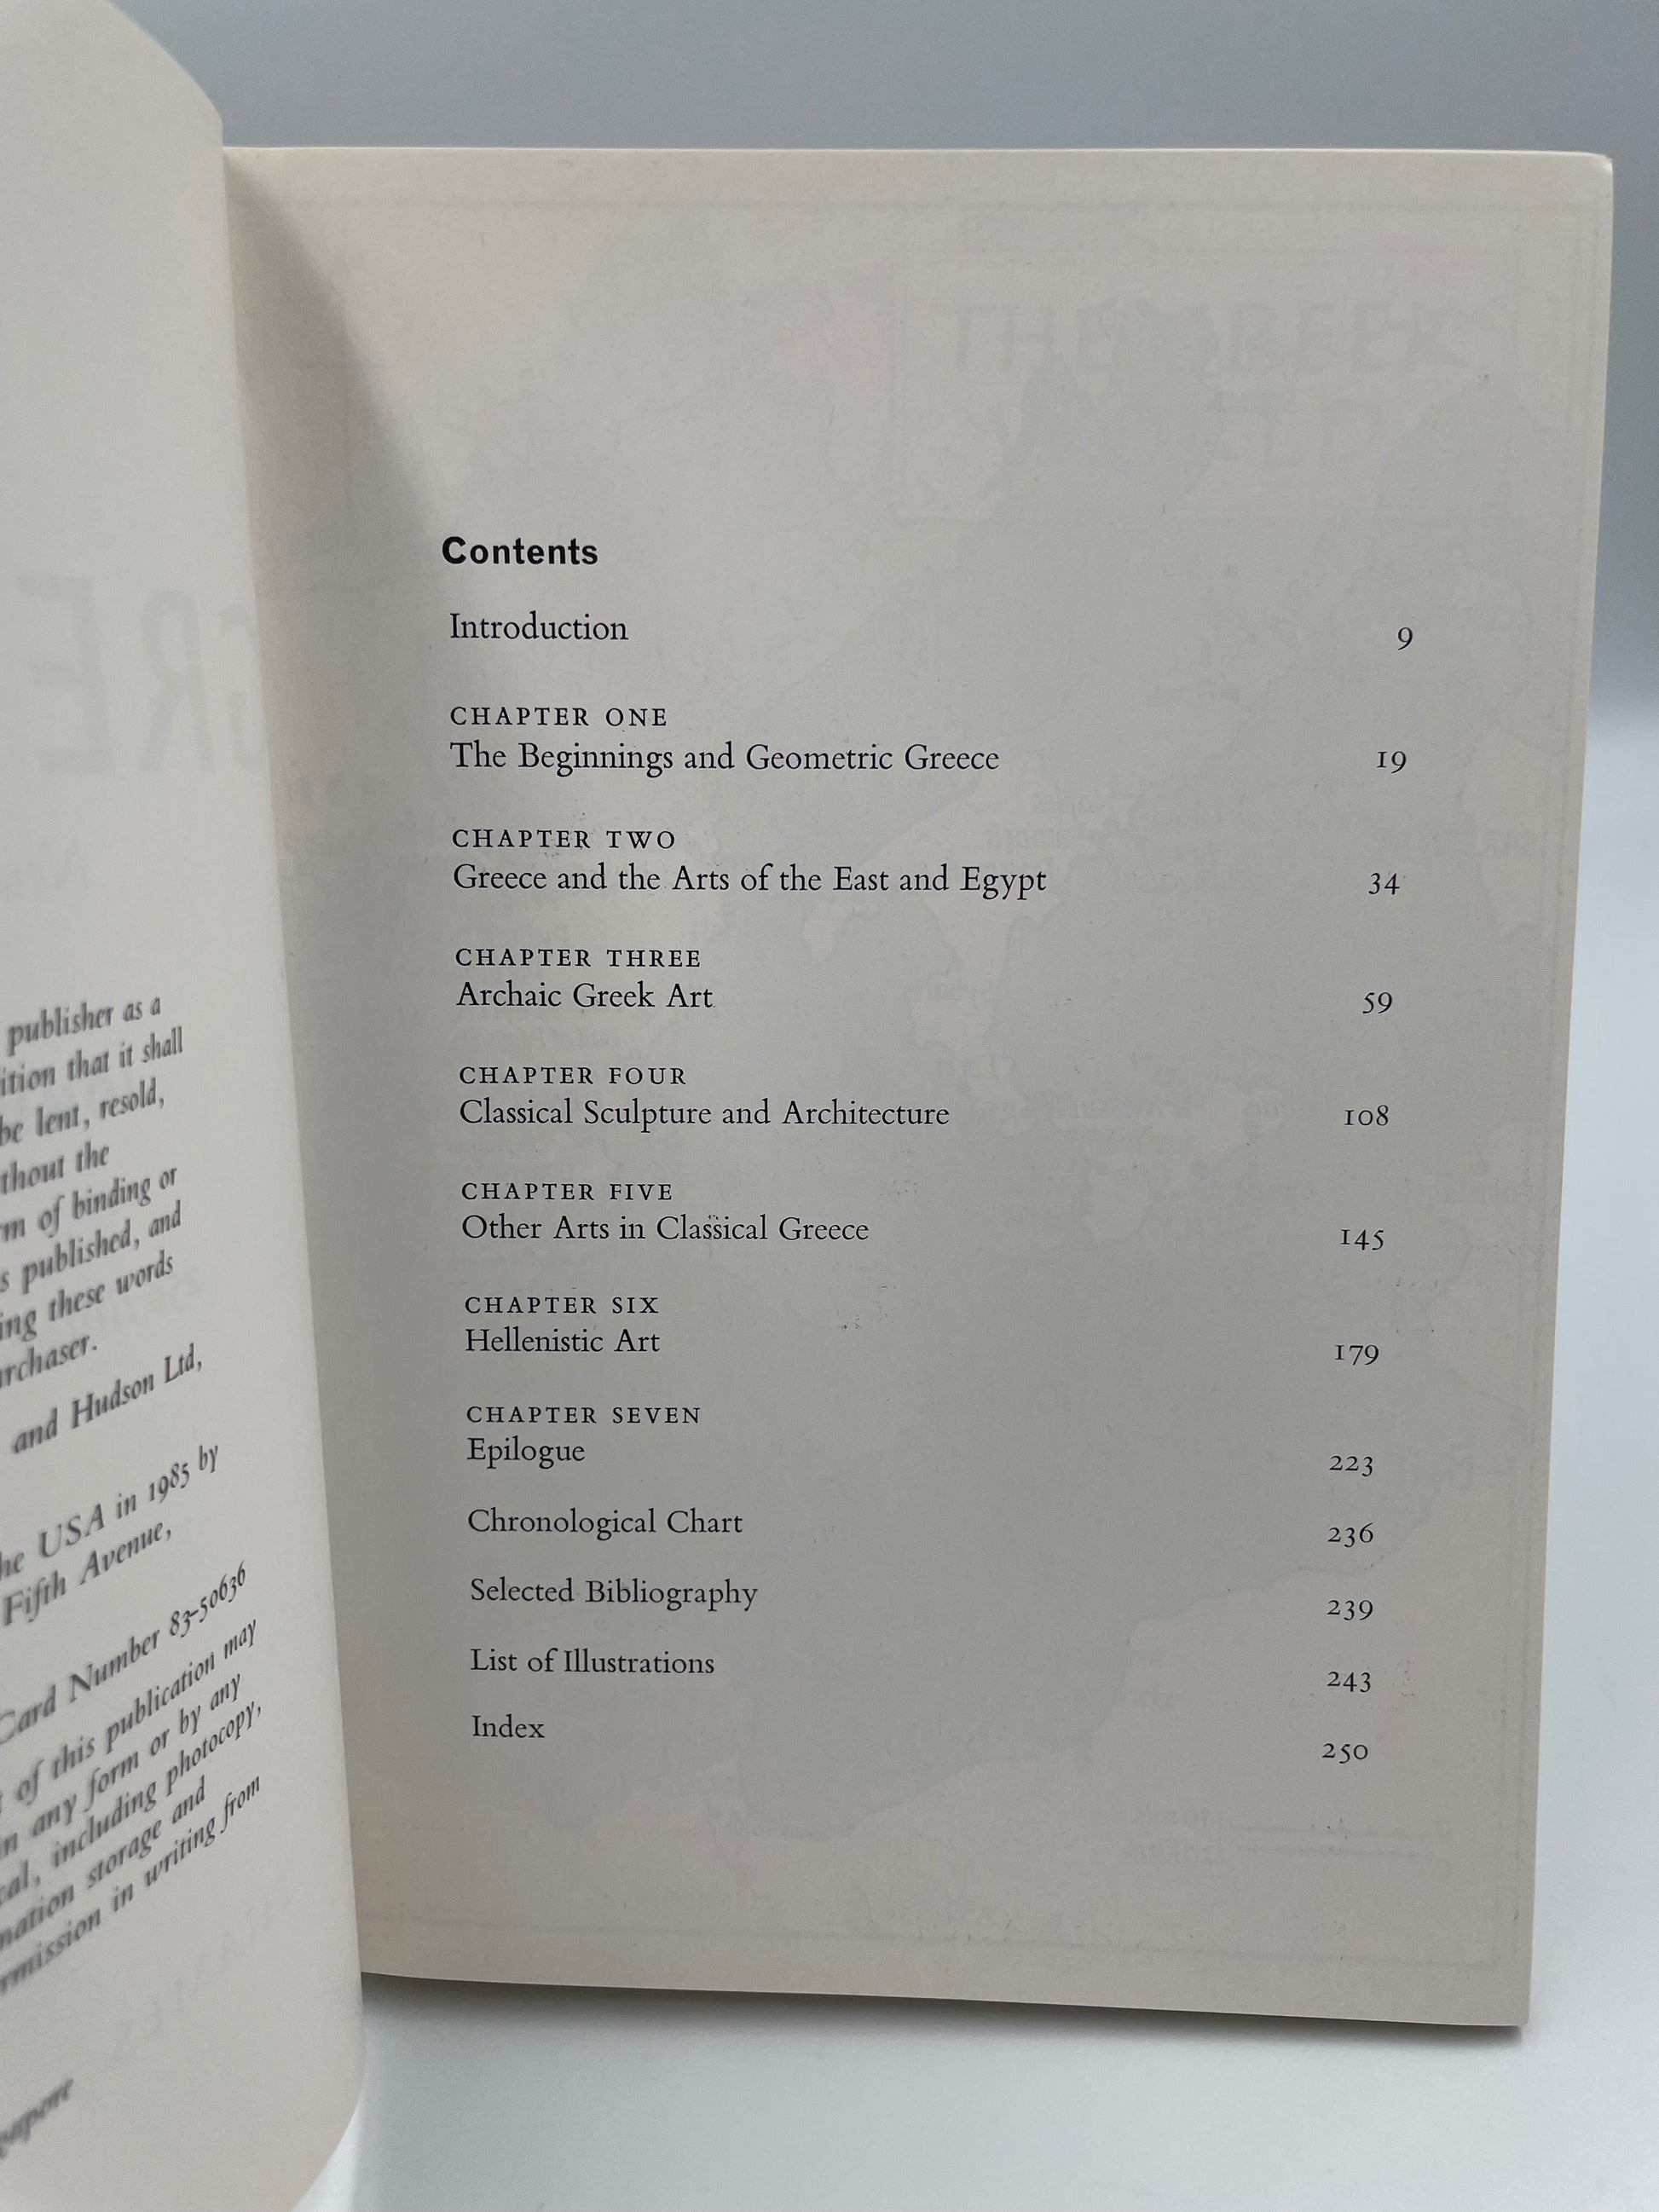 publisher as a
ition that it shall
be lent, resold,
thout the
rm of binding or
s published, and
ing these words
rchaser.
and Hudson Ltd,
he USA in 1985 by
Fifth Avenue,
Card Number 83-50636
of this publication may
n any form or by any
cal, including photocopy,
mation storage and
rmission in writing from
Contents
Introduction 9
CHAPTER ONE
The Beginnings and Geometric Greece 19
CHAPTER TWO
Greece and the Arts of the East and Egypt 34
CHAPTER THREE
Archaic Greek Art 59
CHAPTER FOUR
Classical Sculpture and Architecture 108
CHAPTER FIVE
Other Arts in Classical Greece 145
CHAPTER SIX
Hellenistic Art 179
CHAPTER SEVEN
Epilogue 223
Chronological Chart 236
Selected Bibliography 239
List of Illustrations 243
Index 250